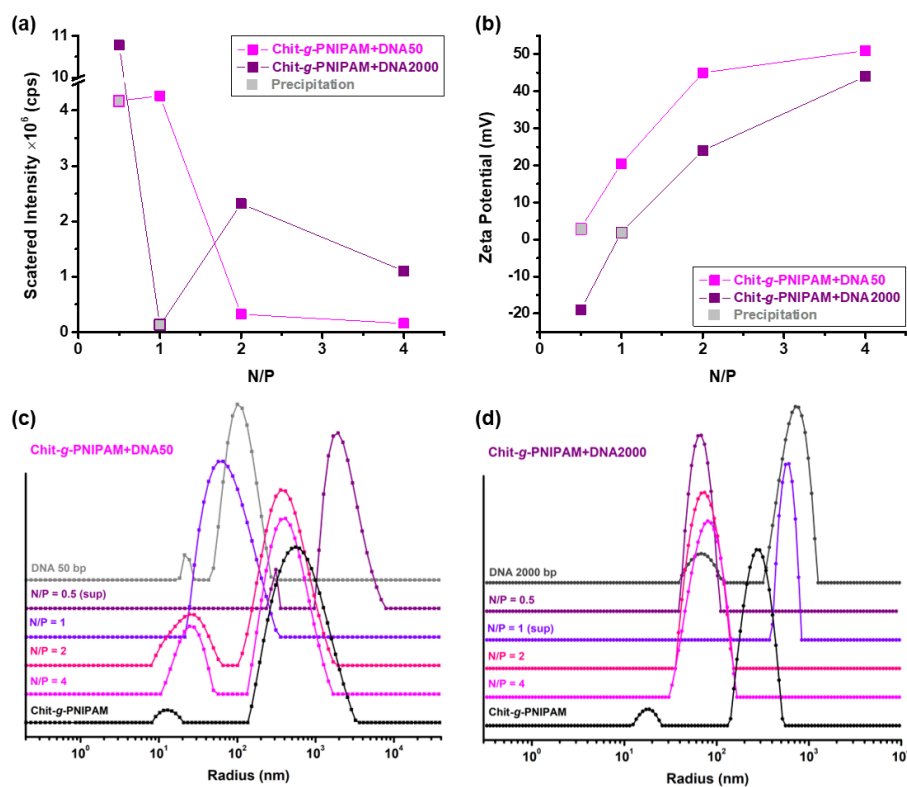 (a)
11
10
4
3
2
1
0
0
1
2
3
4
Scatered Intensity ×10⁶ (cps)
N/P
Chit-g-PNIPAM+DNA50
Chit-g-PNIPAM+DNA2000
Precipitation
(b)
50
40
30
20
10
0
-10
-20
0
1
2
3
4
Zeta Potential (mV)
N/P
Chit-g-PNIPAM+DNA50
Chit-g-PNIPAM+DNA2000
Precipitation
(c)
Chit-g-PNIPAM+DNA50
DNA 50 bp
N/P = 0.5 (sup)
N/P = 1
N/P = 2
N/P = 4
Chit-g-PNIPAM
10⁰
10¹
10²
10³
10⁴
Radius (nm)
(d)
Chit-g-PNIPAM+DNA2000
DNA 2000 bp
N/P = 0.5
N/P = 1 (sup)
N/P = 2
N/P = 4
Chit-g-PNIPAM
10⁰
10¹
10²
10³
10⁴
Radius (nm)